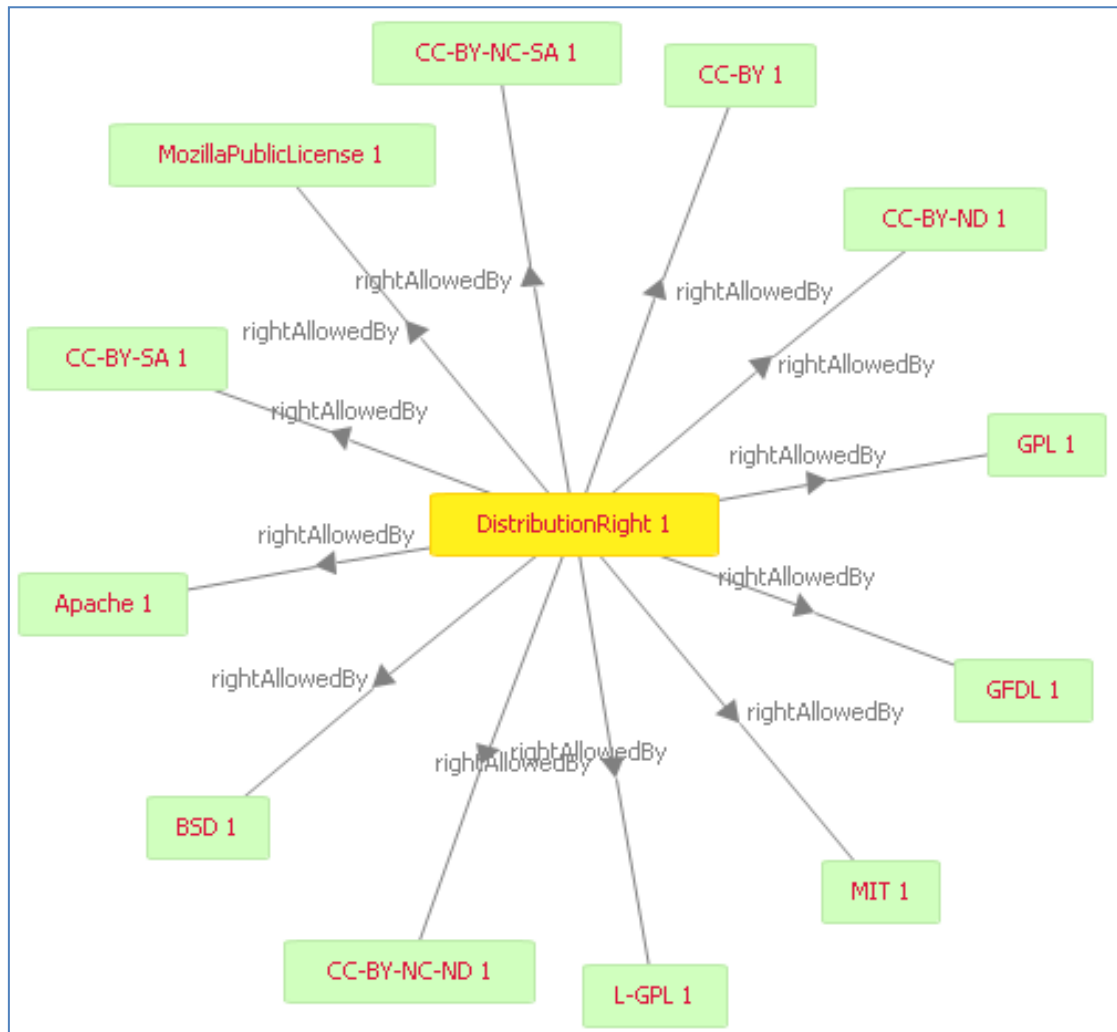 CC-BY-NC-SA 1
CC-BY 1
MozillaPublicLicense 1
CC-BY-ND 1
rightAllowedBy
rightAllowedBy
rightAllowedBy
CC-BY-SA 1
rightAllowedBy
rightAllowedBy
GPL 1
rightAllowedBy
DistributionRight 1
rightAllowedBy
rightAllowedBy
Apache 1
rightAllowedBy
GFDL 1
rightAllowedBy
rightAllowedBy
rightAllowedBy
BSD 1
MIT 1
CC-BY-NC-ND 1
L-GPL 1